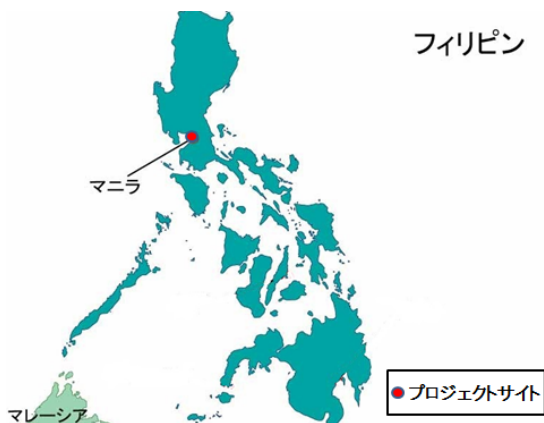 フィリピン
マニラ
プロジェクトサイト
マレーシア